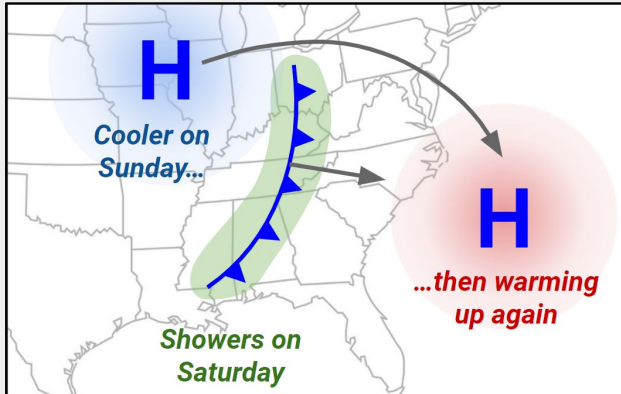 H
Cooler on
Sunday...
H
...then warming
up again
Showers on
Saturday